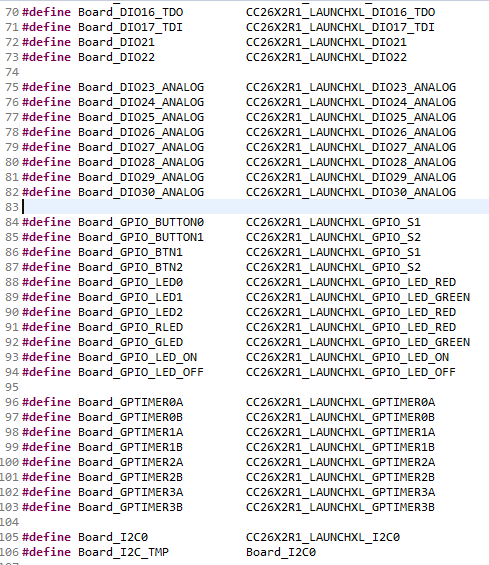 70 #define Board_DIO16_TDO CC26X2R1_LAUNCHXL_DIO16_TDO
71 #define Board_DIO17_TDI CC26X2R1_LAUNCHXL_DIO17_TDI
72 #define Board_DIO21 CC26X2R1_LAUNCHXL_DIO21
73 #define Board_DIO22 CC26X2R1_LAUNCHXL_DIO22
74
75 #define Board_DIO23_ANALOG CC26X2R1_LAUNCHXL_DIO23_ANALOG
76 #define Board_DIO24_ANALOG CC26X2R1_LAUNCHXL_DIO24_ANALOG
77 #define Board_DIO25_ANALOG CC26X2R1_LAUNCHXL_DIO25_ANALOG
78 #define Board_DIO26_ANALOG CC26X2R1_LAUNCHXL_DIO26_ANALOG
79 #define Board_DIO27_ANALOG CC26X2R1_LAUNCHXL_DIO27_ANALOG
80 #define Board_DIO28_ANALOG CC26X2R1_LAUNCHXL_DIO28_ANALOG
81 #define Board_DIO29_ANALOG CC26X2R1_LAUNCHXL_DIO29_ANALOG
82 #define Board_DIO30_ANALOG CC26X2R1_LAUNCHXL_DIO30_ANALOG
83
84 #define Board_GPIO_BUTTON0 CC26X2R1_LAUNCHXL_GPIO_S1
85 #define Board_GPIO_BUTTON1 CC26X2R1_LAUNCHXL_GPIO_S2
86 #define Board_GPIO_BTN1 CC26X2R1_LAUNCHXL_GPIO_S1
87 #define Board_GPIO_BTN2 CC26X2R1_LAUNCHXL_GPIO_S2
88 #define Board_GPIO_LED0 CC26X2R1_LAUNCHXL_GPIO_LED_RED
89 #define Board_GPIO_LED1 CC26X2R1_LAUNCHXL_GPIO_LED_GREEN
90 #define Board_GPIO_LED2 CC26X2R1_LAUNCHXL_GPIO_LED_RED
91 #define Board_GPIO_RLED CC26X2R1_LAUNCHXL_GPIO_LED_RED
92 #define Board_GPIO_GLED CC26X2R1_LAUNCHXL_GPIO_LED_GREEN
93 #define Board_GPIO_LED_ON CC26X2R1_LAUNCHXL_GPIO_LED_ON
94 #define Board_GPIO_LED_OFF CC26X2R1_LAUNCHXL_GPIO_LED_OFF
95
96 #define Board_GPTIMER0A CC26X2R1_LAUNCHXL_GPTIMER0A
97 #define Board_GPTIMER0B CC26X2R1_LAUNCHXL_GPTIMER0B
98 #define Board_GPTIMER1A CC26X2R1_LAUNCHXL_GPTIMER1A
99 #define Board_GPTIMER1B CC26X2R1_LAUNCHXL_GPTIMER1B
100 #define Board_GPTIMER2A CC26X2R1_LAUNCHXL_GPTIMER2A
101 #define Board_GPTIMER2B CC26X2R1_LAUNCHXL_GPTIMER2B
102 #define Board_GPTIMER3A CC26X2R1_LAUNCHXL_GPTIMER3A
103 #define Board_GPTIMER3B CC26X2R1_LAUNCHXL_GPTIMER3B
104
105 #define Board_I2C0 CC26X2R1_LAUNCHXL_I2C0
106 #define Board_I2C_TMP Board_I2C0